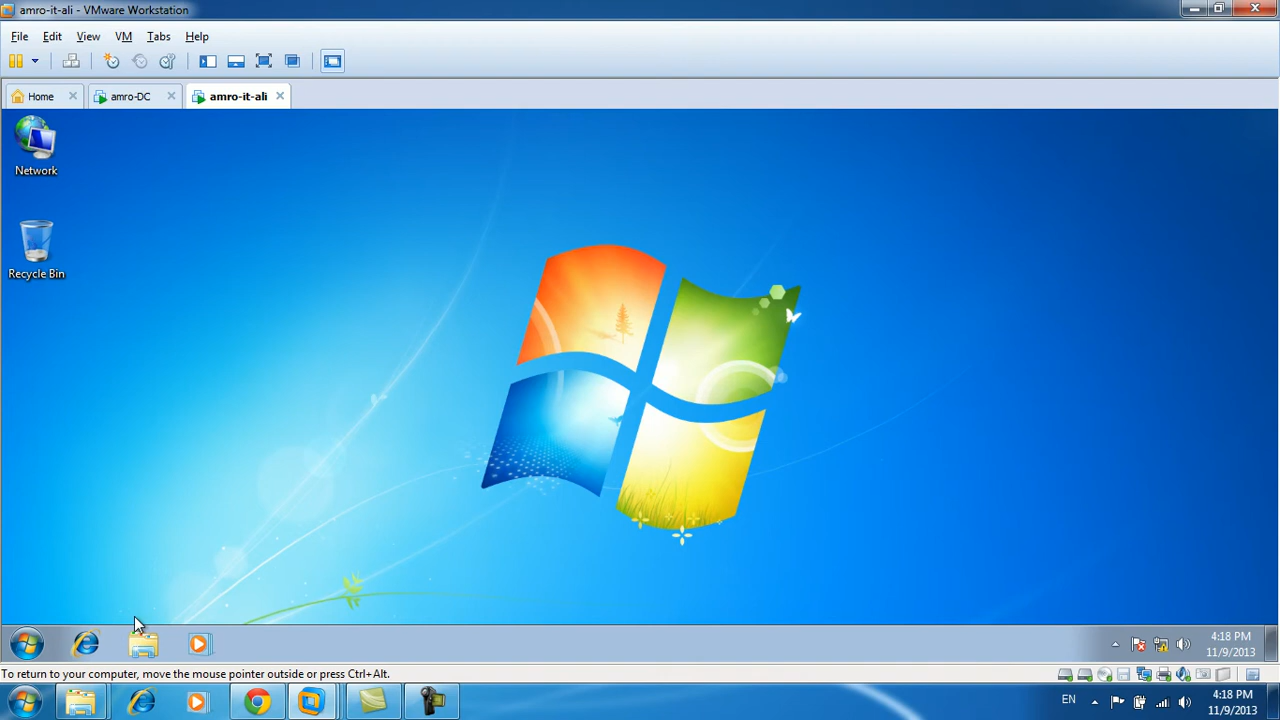 amro-it-ali - VMware Workstation
File Edit View VM Tabs Help
Home amro-DC amro-it-ali
Network
Recycle Bin
4:18 PM
11/9/2013
To return to your computer, move the mouse pointer outside or press Ctrl+Alt.
EN
4:18 PM
11/9/2013